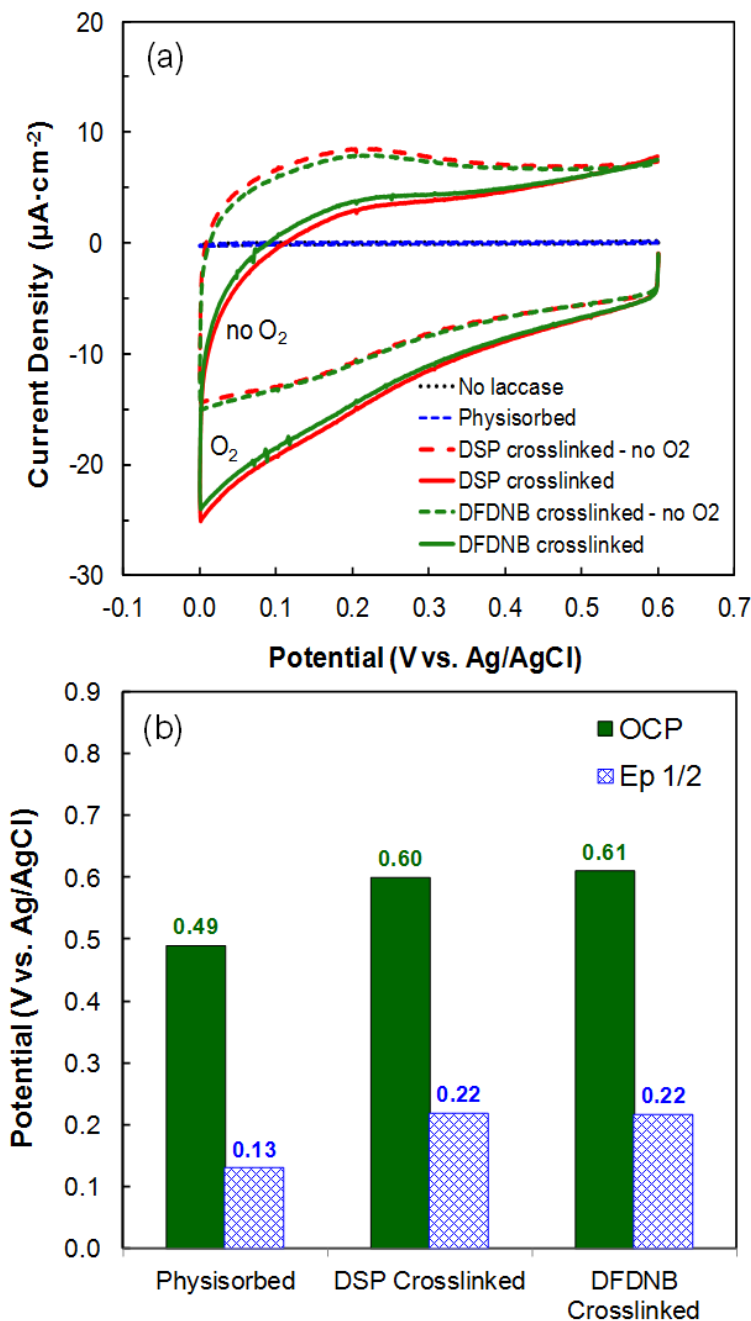 (a)
Current Density (µA·cm-2)
20
10
0
-10
-20
-30
no O2
O2
No laccase
Physisorbed
DSP crosslinked - no O2
DSP crosslinked
DFDNB crosslinked - no O2
DFDNB crosslinked
-0.1 0.0 0.1 0.2 0.3 0.4 0.5 0.6 0.7
Potential (V vs. Ag/AgCl)
(b)
Potential (V vs. Ag/AgCl)
0.9
0.8
0.7
0.6
0.5
0.4
0.3
0.2
0.1
0.0
OCP
Ep 1/2
0.49
0.13
0.60
0.22
0.61
0.22
Physisorbed
DSP Crosslinked
DFDNB
Crosslinked